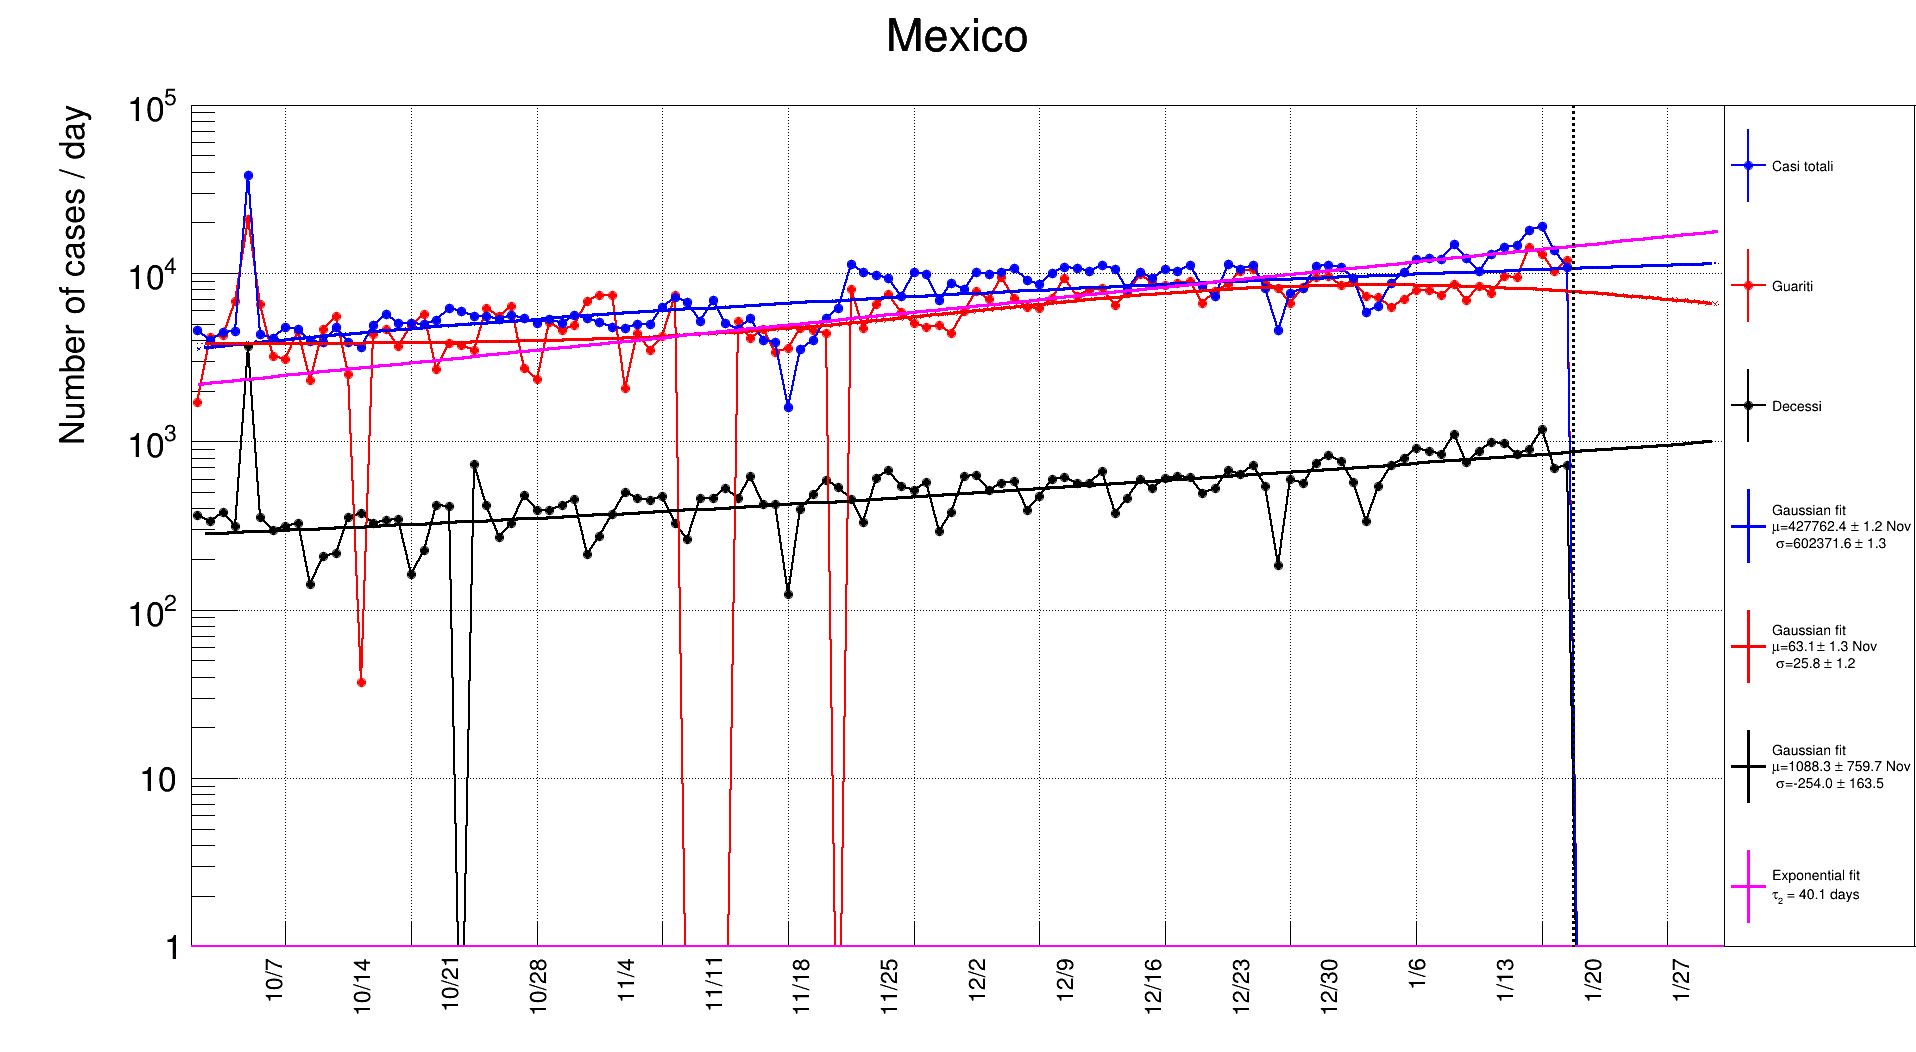 Mexico
Number of cases / day
10^5
10^4
10^3
10^2
10
1
10/7
10/14
10/21
10/28
11/4
11/11
11/18
11/25
12/2
12/9
12/16
12/23
12/30
1/6
1/13
1/20
1/27
Casi totali
Guariti
Decessi
Gaussian fit
μ=427762.4 ± 1.2 Nov
σ=602371.6 ± 1.3
Gaussian fit
μ=63.1 ± 1.3 Nov
σ=25.8 ± 1.2
Gaussian fit
μ=1088.3 ± 759.7 Nov
σ=-254.0 ± 163.5
Exponential fit
τ₂ = 40.1 days